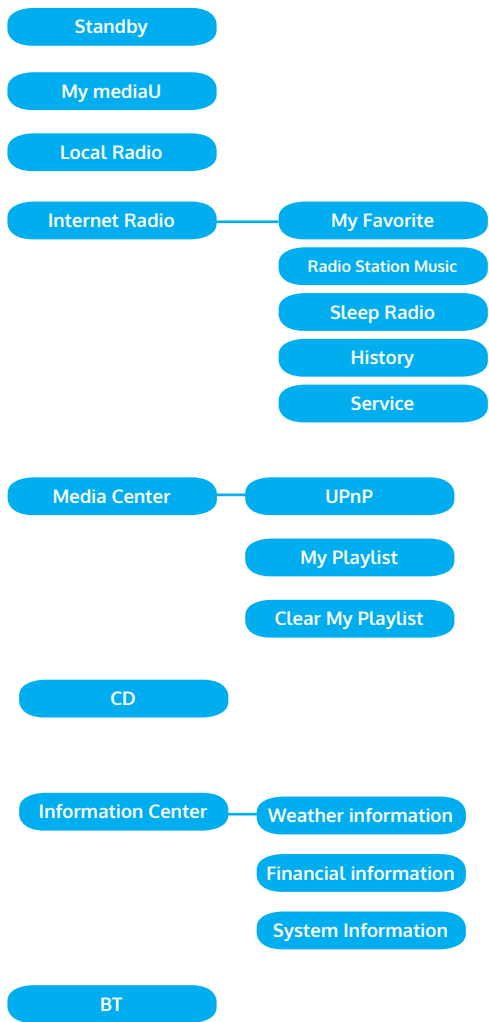 Standby
My mediaU
Local Radio
Internet Radio
My Favorite
Radio Station Music
Sleep Radio
History
Service
Media Center
UPnP
My Playlist
Clear My Playlist
CD
Information Center
Weather information
Financial information
System Information
BT